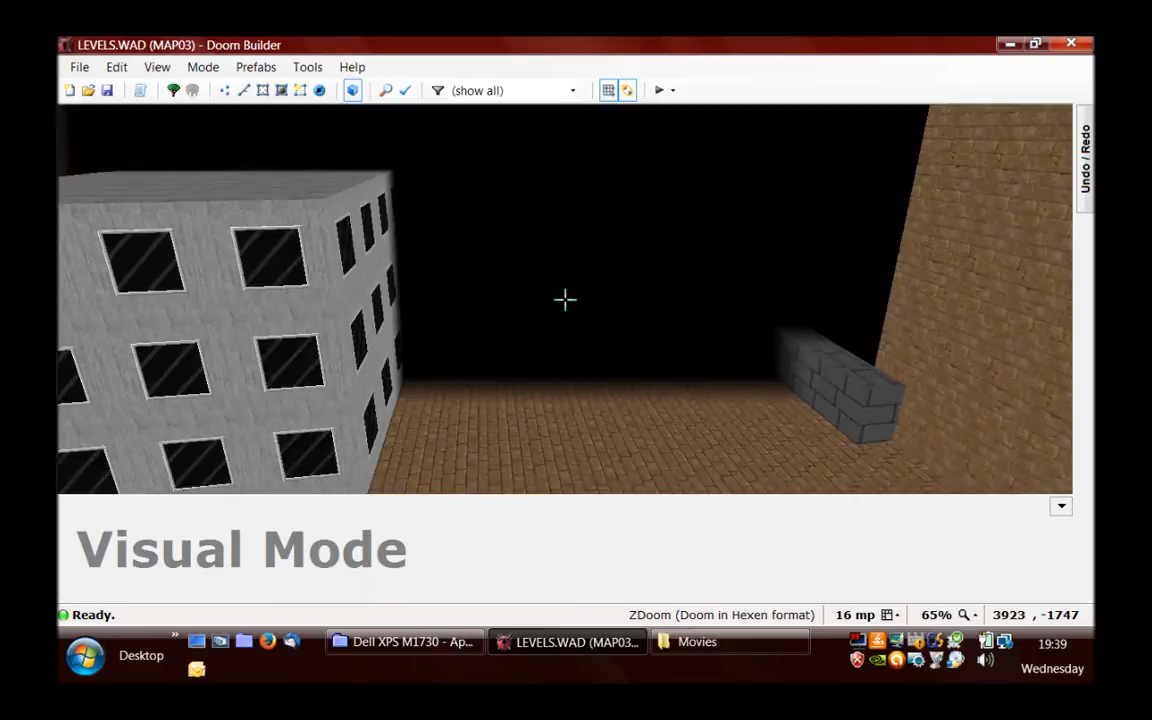 LEVELS.WAD (MAP03) - Doom Builder
File Edit View Mode Prefabs Tools Help
(show all)
Undo / Redo
Visual Mode
Ready. ZDoom (Doom in Hexen format) 16 mp 65% 3923 , -1747
Desktop » Dell XPS M1730 - Ap... LEVELS.WAD (MAP03... Movies 19:39
Wednesday